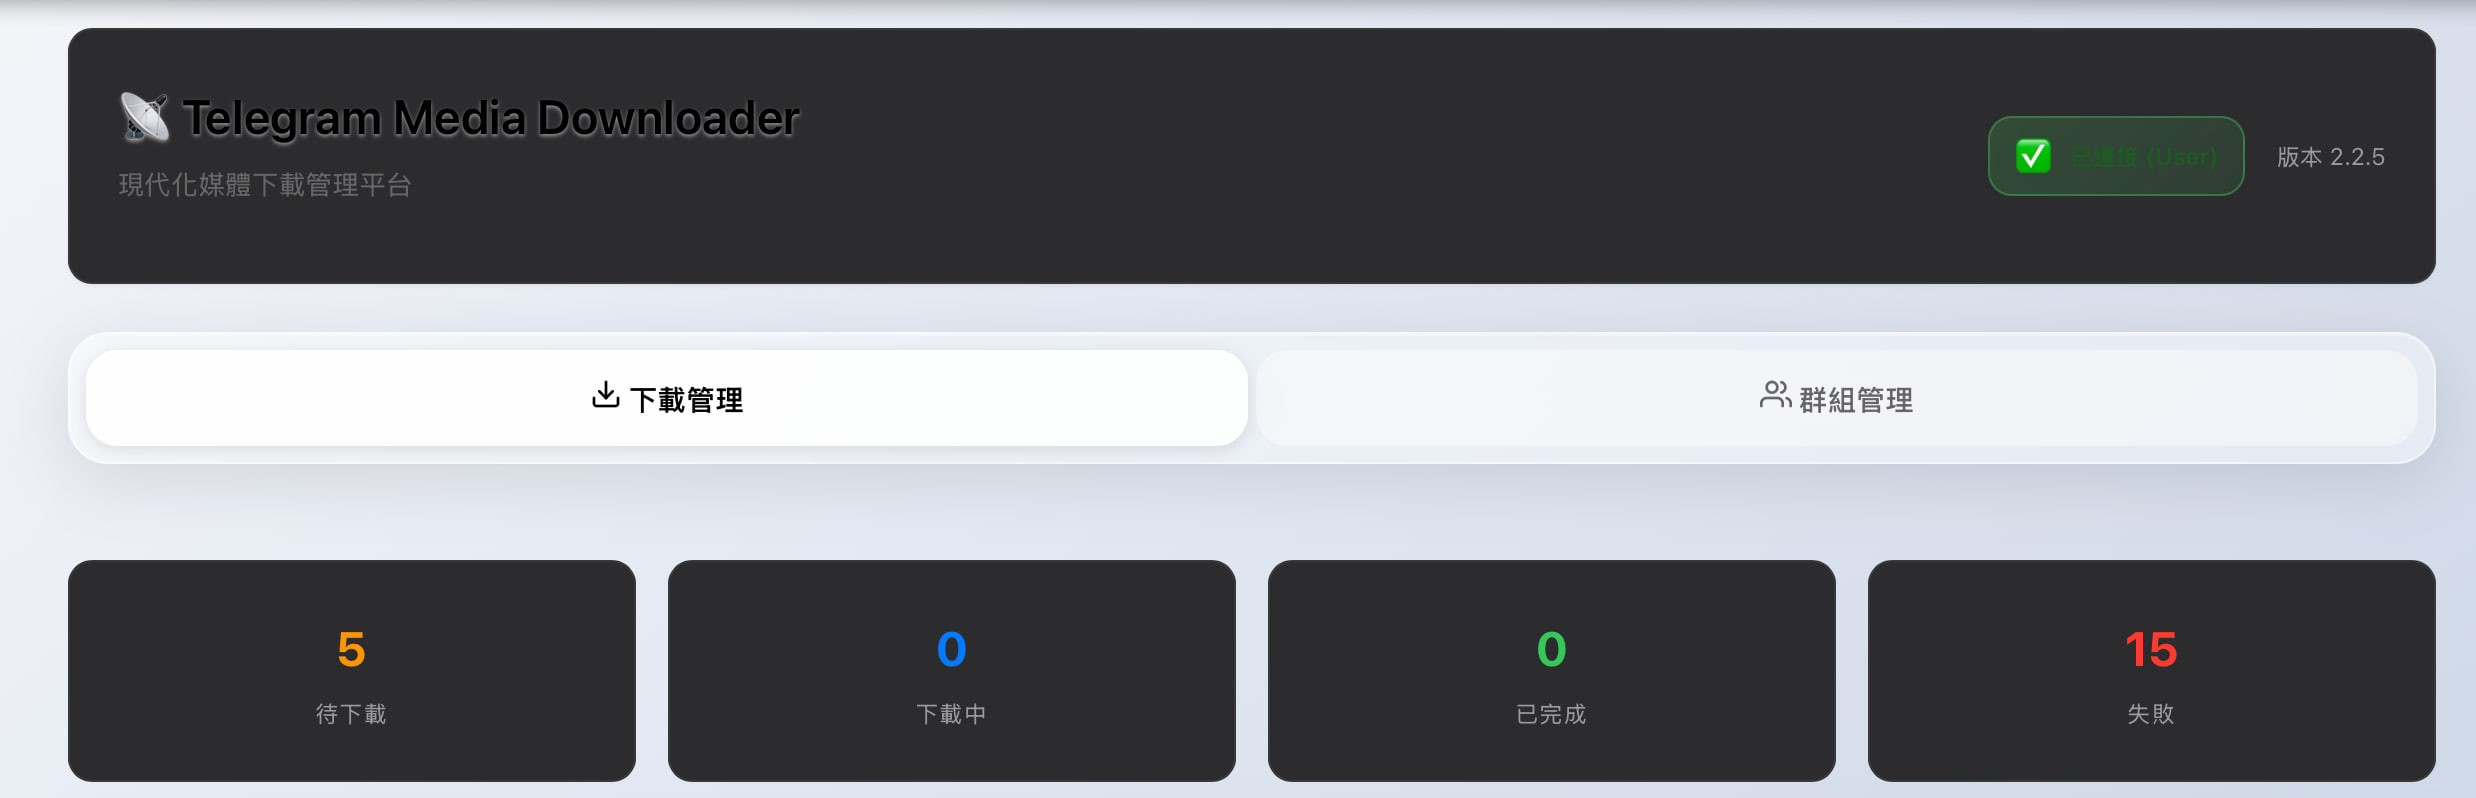 Telegram Media Downloader
現代化媒體下載管理平台
已連接 (User)
版本 2.2.5
下載管理
群組管理
5
待下載
0
下載中
0
已完成
15
失敗